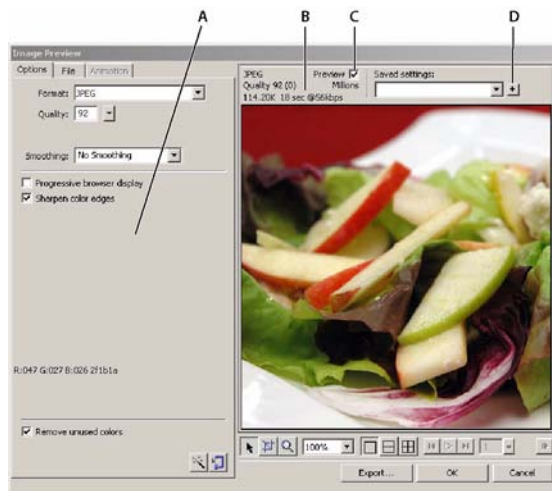 A
B
C
D
Image Preview
Options File Animation
Format: JPEG
Quality: 92
Smoothing: No Smoothing
Progressive browser display
Sharpen color edges
R:047 G:027 B:026 2f1b1a
Remove unused colors
JPEG
Quality 92 (0)
114.20K 18 sec @56kbps
Preview
Millions
Saved settings:
100%
1
Export...
OK
Cancel